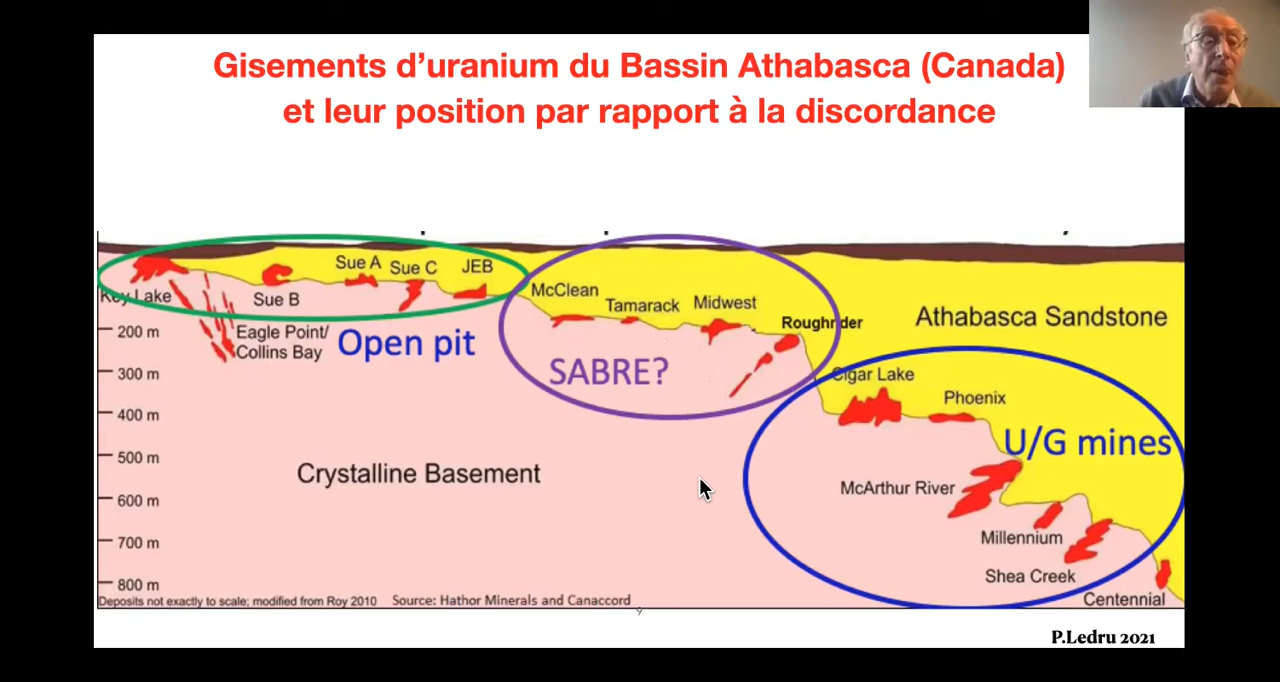 Gisements d’uranium du Bassin Athabasca (Canada)
et leur position par rapport à la discordance
Key Lake
Sue B
Sue A
Sue C
JEB
Eagle Point/
Collins Bay
Open pit
McClean
Tamarack
Midwest
Roughrider
SABRE?
Athabasca Sandstone
Cigar Lake
Phoenix
U/G mines
McArthur River
Millennium
Shea Creek
Centennial
Crystalline Basement
200 m
300 m
400 m
500 m
600 m
700 m
800 m
Deposits not exactly to scale; modified from Roy 2010 Source: Hathor Minerals and Canaccord
9
P.Ledru 2021